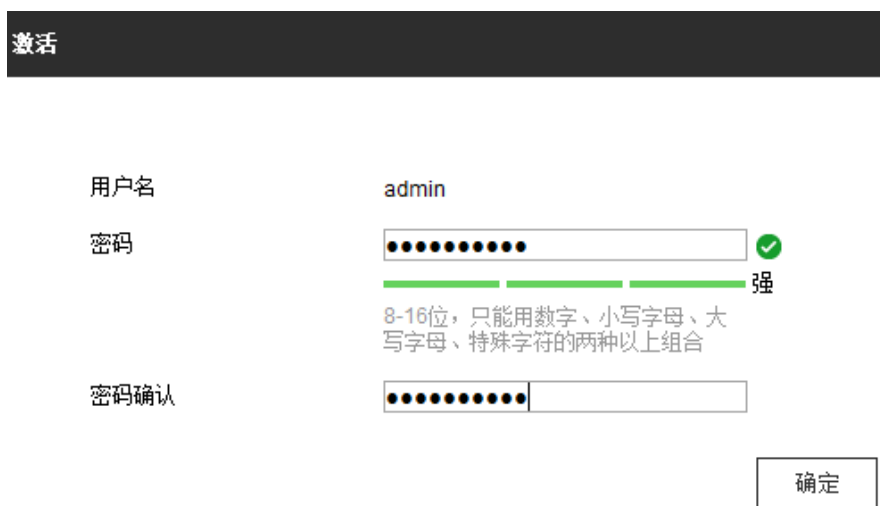 激活
用户名 admin
密码 ●●●●●●●●●●
强
8-16位，只能用数字、小写字母、大
写字母、特殊字符的两种以上组合
密码确认 ●●●●●●●●●●
确定